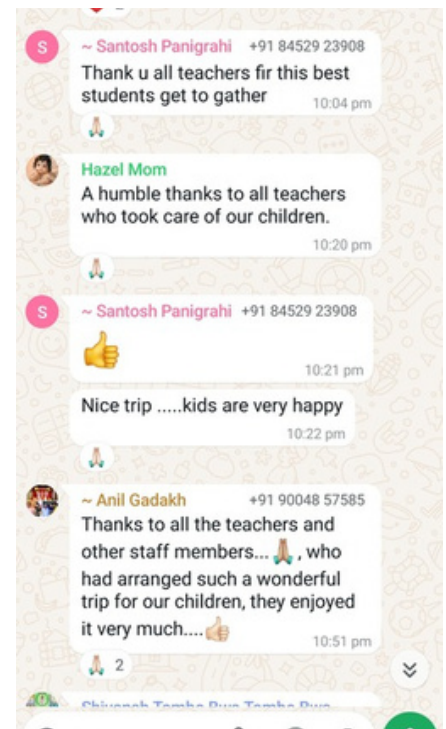 ~ Santosh Panigrahi +91 84529 23908
Thank u all teachers fir this best
students get to gather 10:04 pm
Hazel Mom
A humble thanks to all teachers
who took care of our children.
10:20 pm
~ Santosh Panigrahi +91 84529 23908
10:21 pm
Nice trip .....kids are very happy
10:22 pm
~ Anil Gadakh +91 90048 57585
Thanks to all the teachers and
other staff members... 🙏🏽 , who
had arranged such a wonderful
trip for our children, they enjoyed
it very much.... 👍🏻 10:51 pm
2